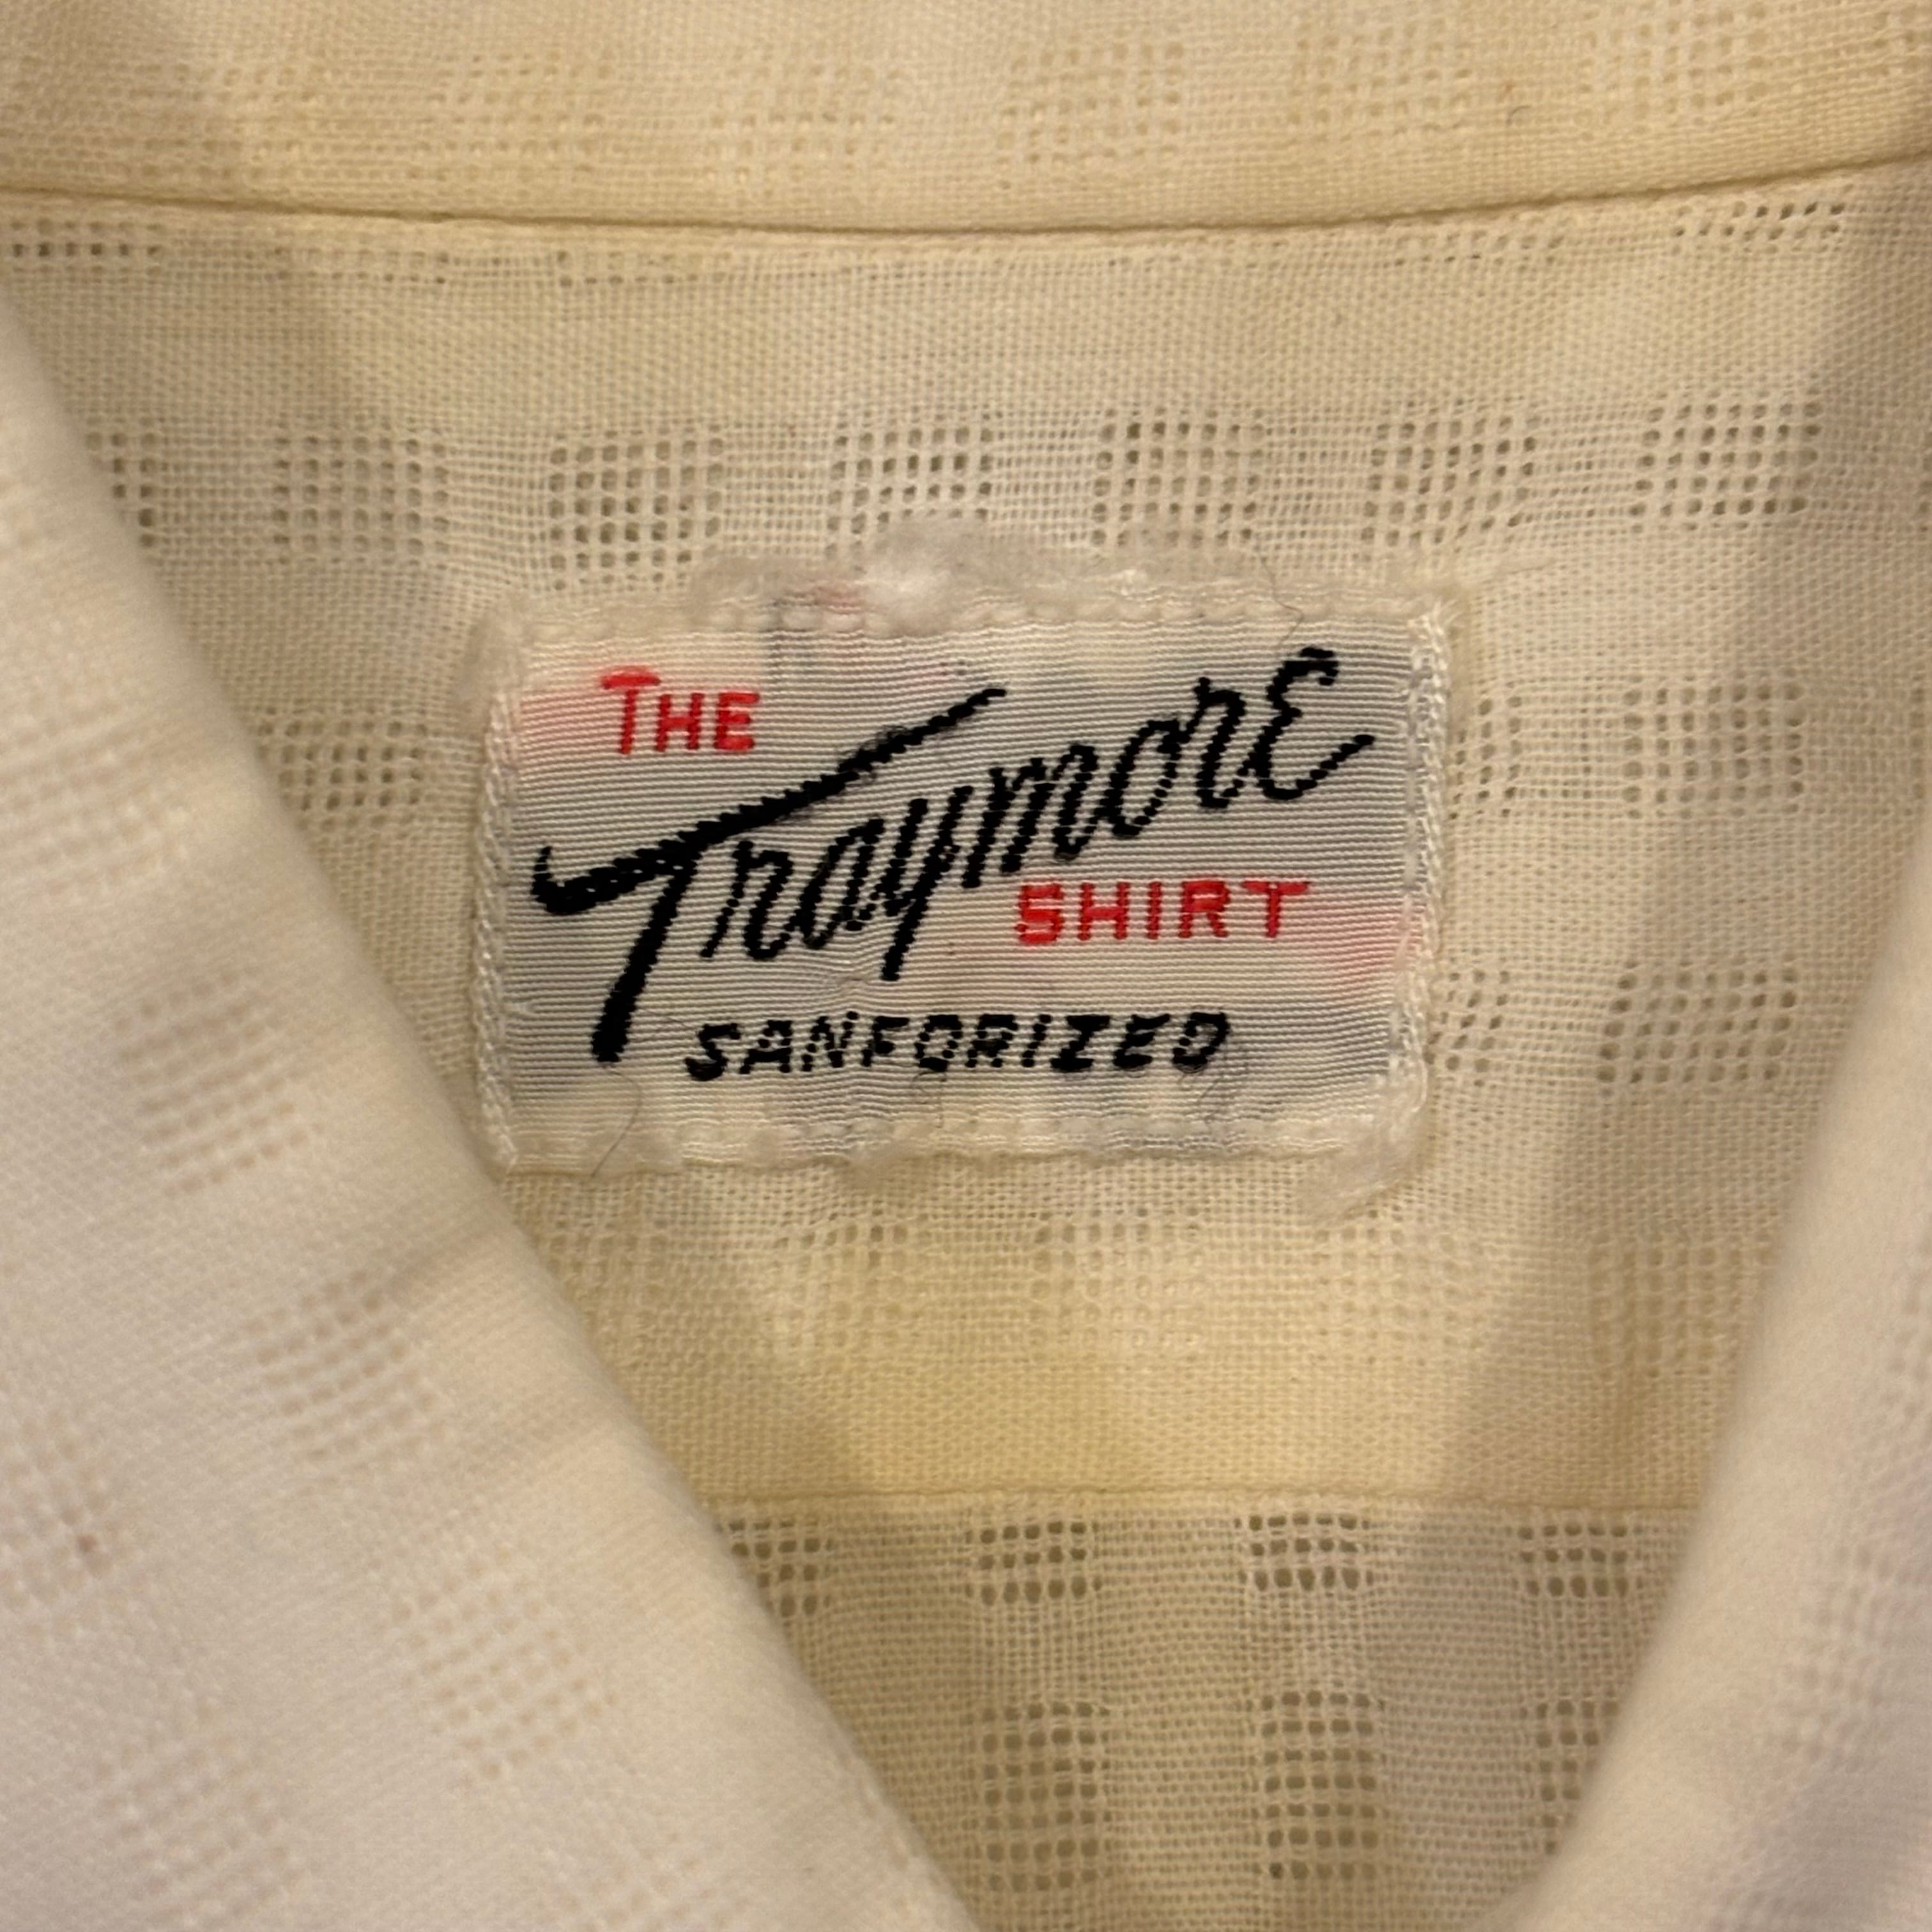 THE
Traymore
SHIRT
SANFORIZED